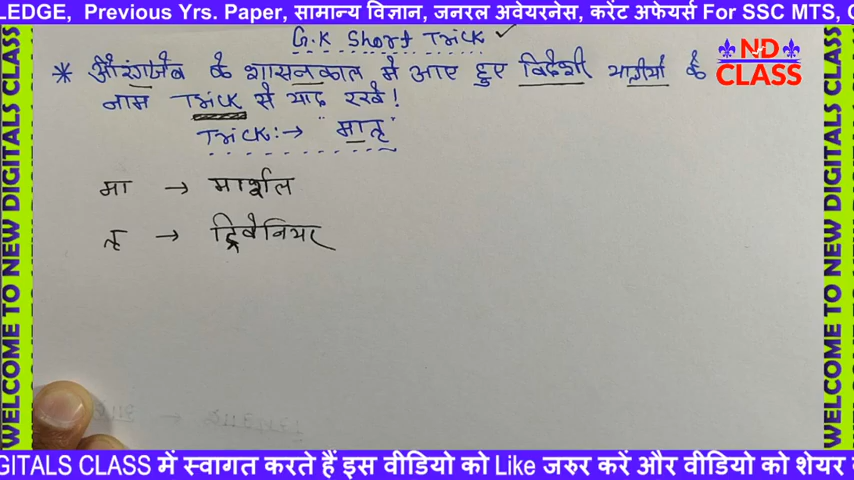 LEDGE, Previous Yrs. Paper, सामान्य विज्ञान, जनरल अवेयरनेस, करेंट अफेयर्स For SSC MTS, C
G.K Short Trick ✓
* औरंगजेब के शासनकाल मे आए हुए विदेशी यात्रीयों के
नाम Trick से याद रखे!
Trick:→ "मातृ"
मा → मार्शल
तृ → ट्रिवेनियर
ND
CLASS
WELCOME TO NEW DIGITALS CLASS
WELCOME TO NEW DIGITALS CLASS
GITALS CLASS में स्वागत करते हैं इस वीडियो को Like जरुर करें और वीडियो को शेयर